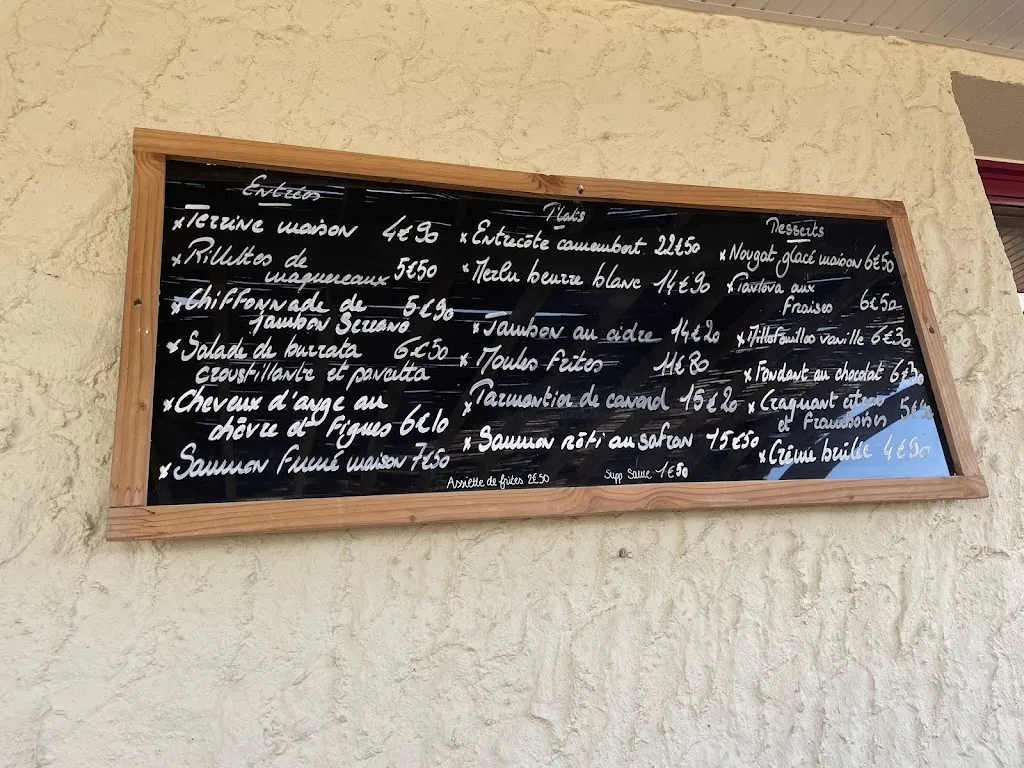 Entrées
x Terrine maison 4€90
x Rillettes de
maquereaux 5€50
x Chiffonnade de 5€90
jambon Serrano
x Salade de burrata 6€50
croustillante et pancetta
x Cheveux d'ange au
chèvre et figues 6€10
x Saumon Fumé maison 7€50
Plats
x Entrecôte camembert 22€50
x Merlu beurre blanc 14€90
x Jambon au cidre 14€20
x Moules frites 11€80
x Parmentier de canard 15€20
x Saumon rôti au safran 15€50
Assiette de frites 2€50
Supp Sauce 1€50
Desserts
x Nougat glacé maison 6€50
x Pavlova aux
fraises 6€50
x Millefeuilles vanille 6€30
x Fondant au chocolat 6€30
x Craquant citron
et framboises
x Crème brulée 4€90